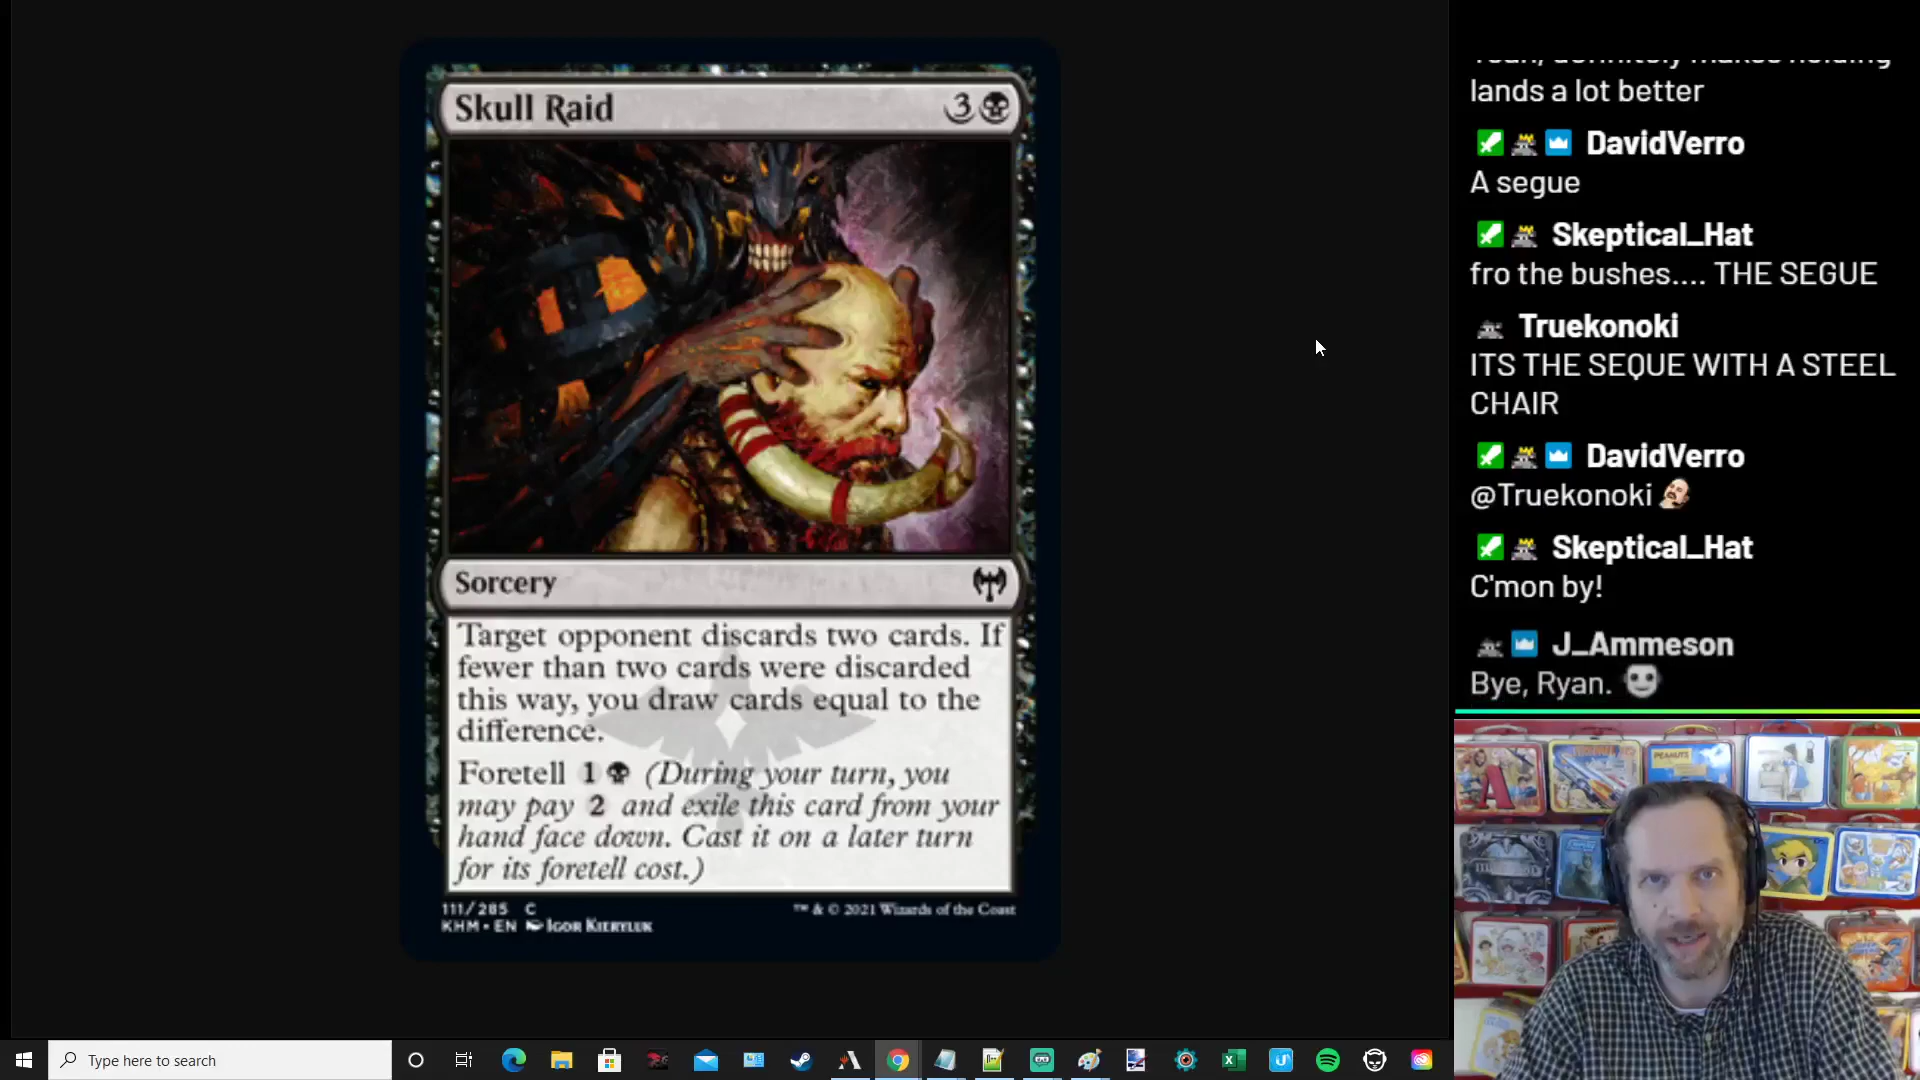 Skull Raid 3
Sorcery
Target opponent discards two cards. If
fewer than two cards were discarded
this way, you draw cards equal to the
difference.
Foretell 1 (During your turn, you
may pay 2 and exile this card from your
hand face down. Cast it on a later turn
for its foretell cost.)
111/285 C
KHM • EN IGOR KIERYLUK
™ & © 2021 Wizards of the Coast
lands a lot better
DavidVerro
A segue
Skeptical_Hat
fro the bushes.... THE SEGUE
Truekonoki
ITS THE SEQUE WITH A STEEL
CHAIR
DavidVerro
@Truekonoki
Skeptical_Hat
C'mon by!
J_Ammeson
Bye, Ryan.
PEANUTS
Type here to search